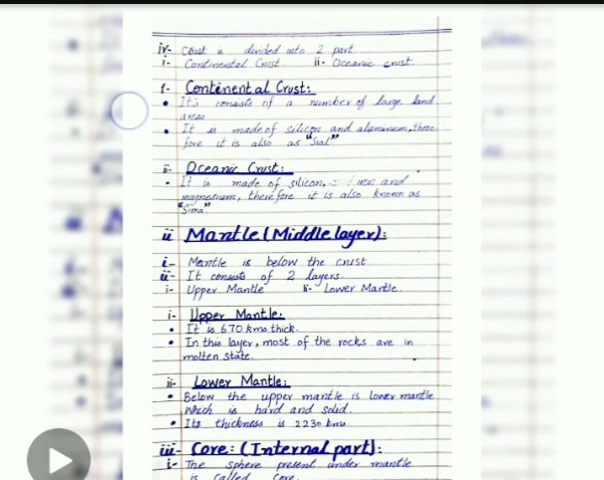 iv- Crust is divided into 2 part
i- Continental Crust. ii- Oceanic crust.
1- Continental Crust:
• It's consists of a number of large land
areas
• It is made of silicon and aluminium, there
fore it is also as "Sial"
ii- Oceanic Crust:
• It is made of silicon, and
magnesium, therefore it is also known as
"Sima"
ii Mantle (Middle layer):
i- Mantle is below the crust
ii- It consists of 2 layers
i- Upper Mantle ii- Lower Mantle.
i- Upper Mantle:
• It is 670 kms thick.
• In this layer, most of the rocks are in
molten state.
ii- Lower Mantle:
• Below the upper mantle is lower mantle
which is hard and solid.
• Its thickness is 2230 kms
iii- Core: (Internal part):
i- The sphere present under mantle
is called Core.